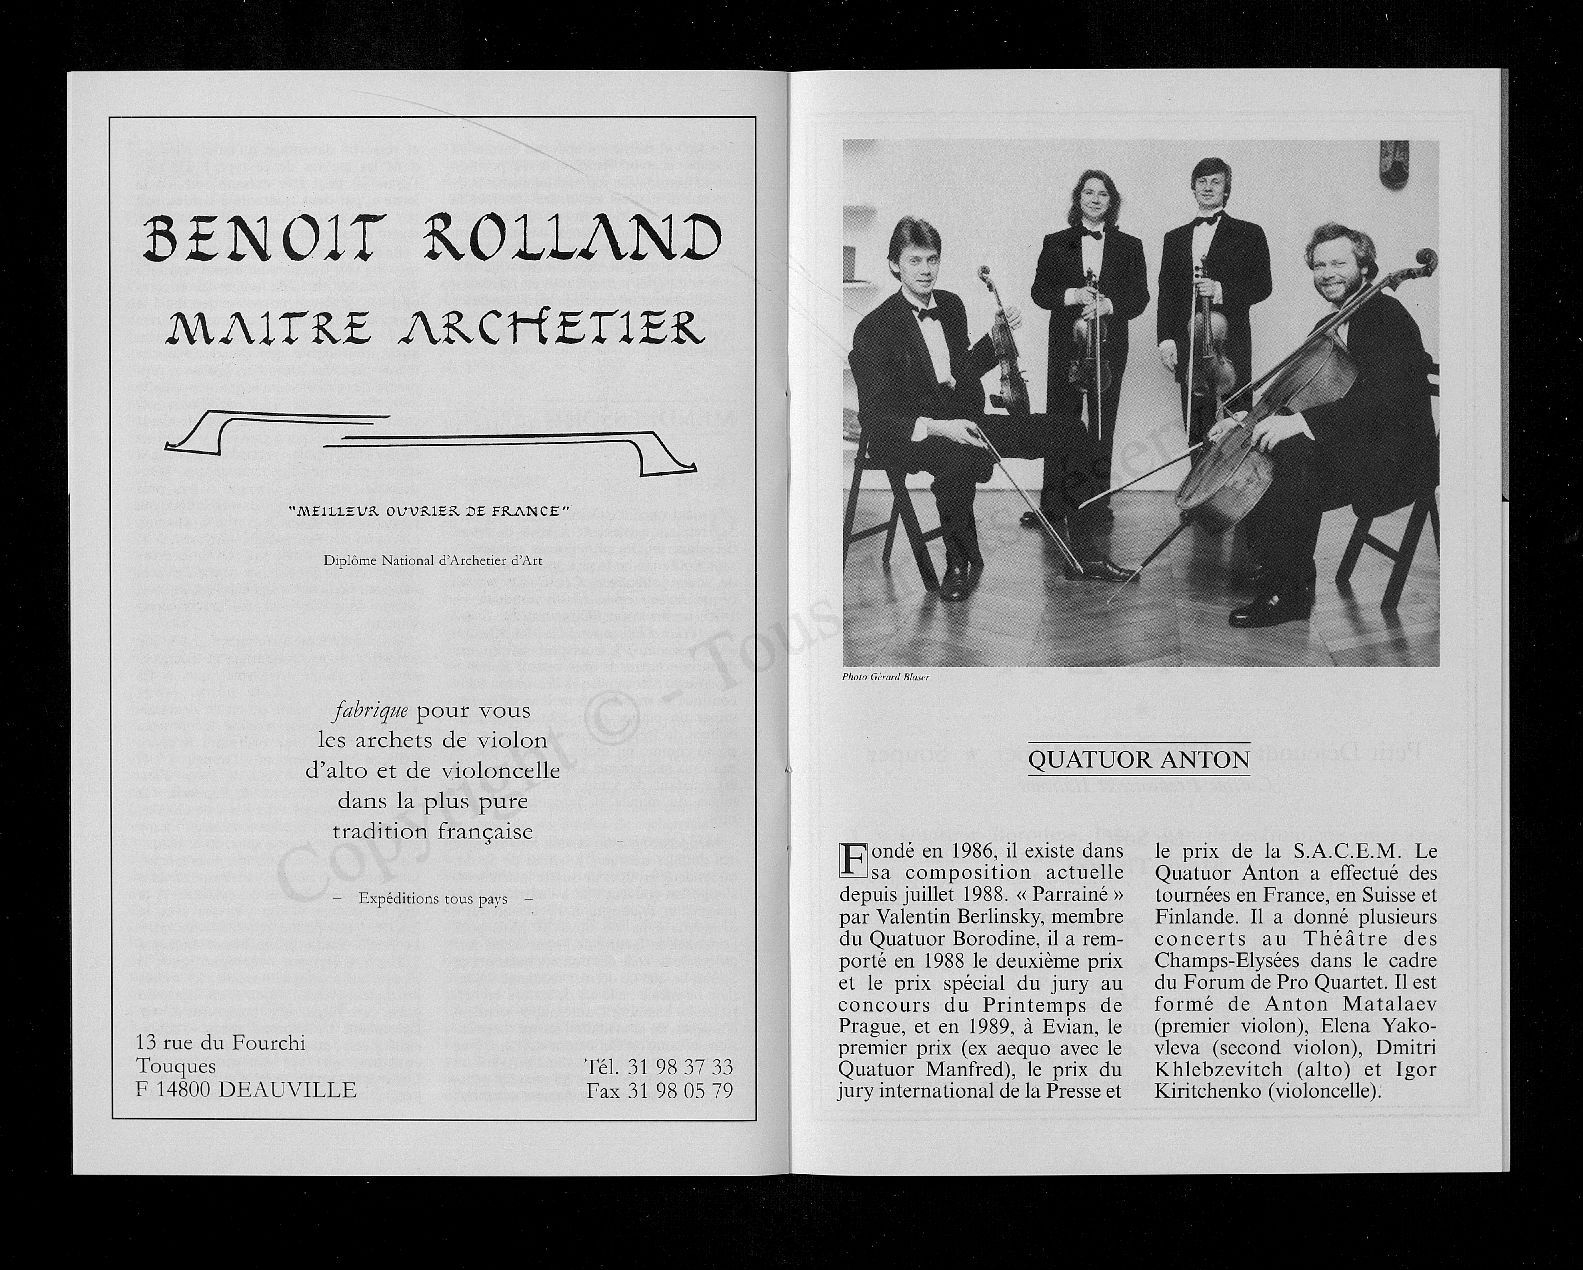 BENOIT ROLLAND
MAITRE ARCHETIER
"MEILLEUR OUVRIER DE FRANCE"
Diplôme National d'Archetier d'Art
fabrique pour vous
les archets de violon
d'alto et de violoncelle
dans la plus pure
tradition française
– Expéditions tous pays –
13 rue du Fourchi
Touques
F 14800 DEAUVILLE
Tél. 31 98 37 33
Fax 31 98 05 79
Copyright © - Tous
Photo Gérard Blaser
QUATUOR ANTON
Fondé en 1986, il existe dans
sa composition actuelle
depuis juillet 1988. « Parrainé »
par Valentin Berlinsky, membre
du Quatuor Borodine, il a rem-
porté en 1988 le deuxième prix
et le prix spécial du jury au
concours du Printemps de
Prague, et en 1989, à Evian, le
premier prix (ex aequo avec le
Quatuor Manfred), le prix du
jury international de la Presse et
le prix de la S.A.C.E.M. Le
Quatuor Anton a effectué des
tournées en France, en Suisse et
Finlande. Il a donné plusieurs
concerts au Théâtre des
Champs-Elysées dans le cadre
du Forum de Pro Quartet. Il est
formé de Anton Matalaev
(premier violon), Elena Yako-
vleva (second violon), Dmitri
Khlebzevitch (alto) et Igor
Kiritchenko (violoncelle).